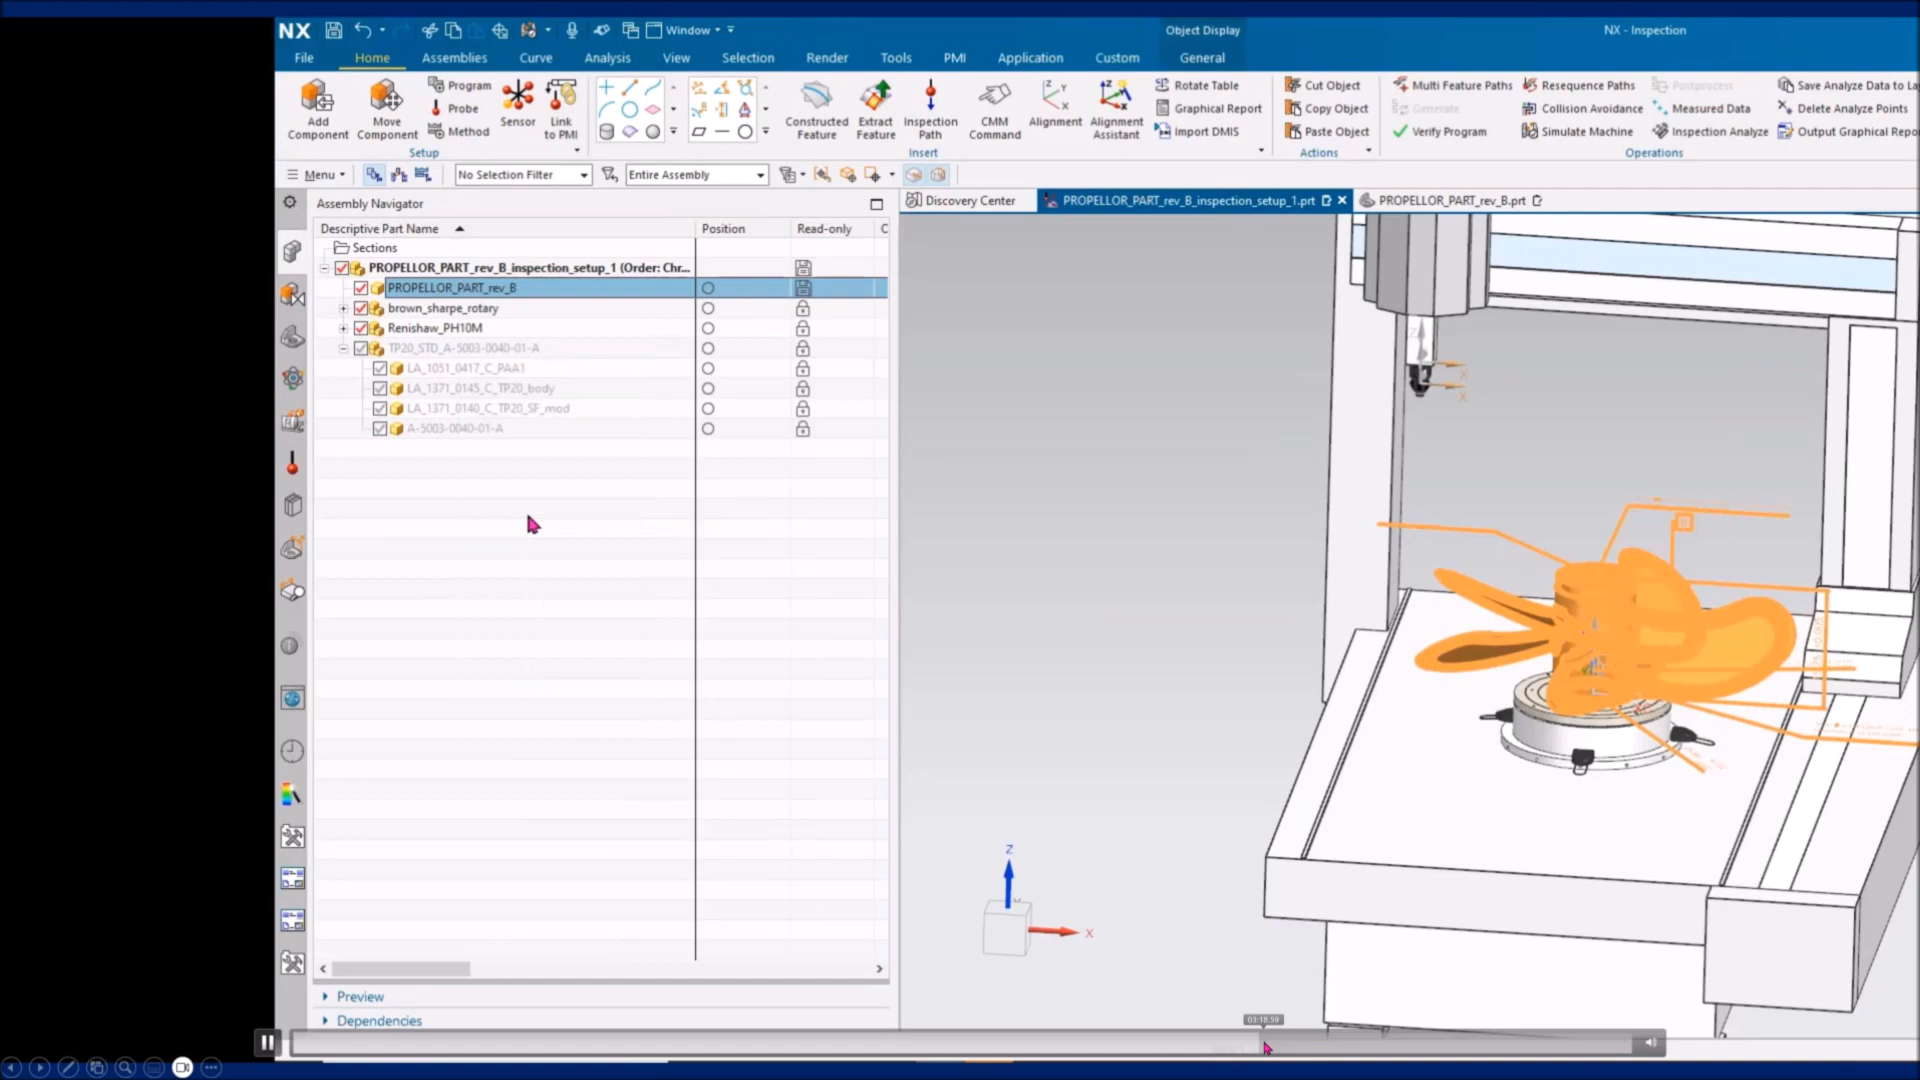 NX Window Object Display NX - Inspection
File Home Assemblies Curve Analysis View Selection Render Tools PMI Application Custom General
Add Component
Move Component
Program
Probe
Method
Sensor
Link to PMI
Setup
Constructed Feature
Extract Feature
Inspection Path
CMM Command
Alignment
Alignment Assistant
Rotate Table
Graphical Report
Import DMIS
Insert
Cut Object
Copy Object
Paste Object
Actions
Multi Feature Paths
Generate
Verify Program
Resequence Paths
Collision Avoidance
Simulate Machine
Postprocess
Measured Data
Inspection Analyze
Save Analyze Data to La
Delete Analyze Points
Output Graphical Repo
Operations
Menu No Selection Filter Entire Assembly
Assembly Navigator
Discovery Center PROPELLOR_PART_rev_B_inspection_setup_1.prt PROPELLOR_PART_rev_B.prt
Descriptive Part Name Position Read-only C
Sections
PROPELLOR_PART_rev_B_inspection_setup_1 (Order: Chr...
PROPELLOR_PART_rev_B
brown_sharpe_rotary
Renishaw_PH10M
TP20_STD_A-5003-0040-01-A
LA_1051_0417_C_PAA1
LA_1371_0145_C_TP20_body
LA_1371_0140_C_TP20_SF_mod
A-5003-0040-01-A
X
X
Z
X
Preview
Dependencies
03:18.59